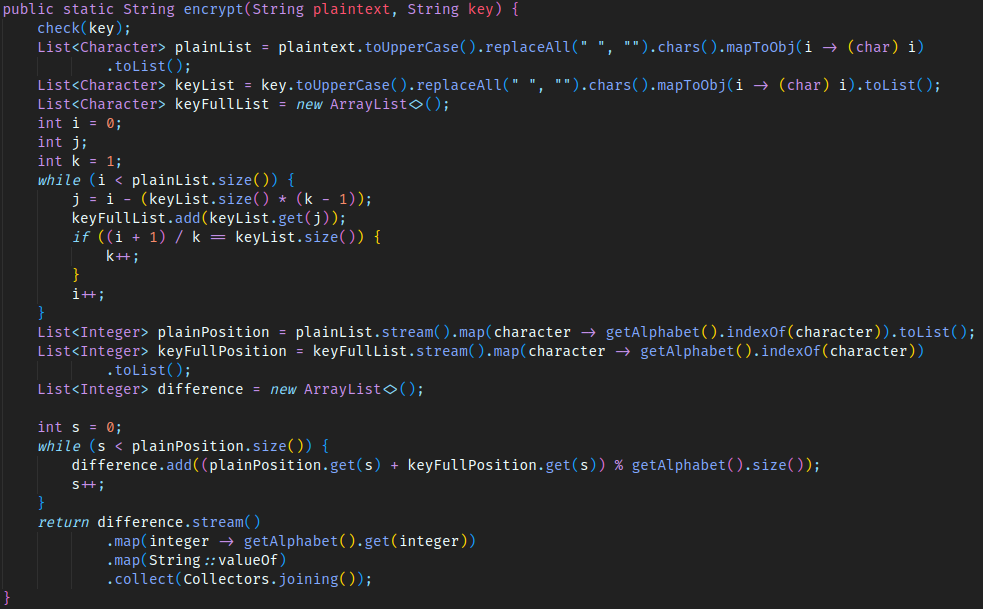 public static String encrypt(String plaintext, String key) {
    check(key);
    List<Character> plainList = plaintext.toUpperCase().replaceAll(" ", "").chars().mapToObj(i -> (char) i)
            .toList();
    List<Character> keyList = key.toUpperCase().replaceAll(" ", "").chars().mapToObj(i -> (char) i).toList();
    List<Character> keyFullList = new ArrayList<>();
    int i = 0;
    int j;
    int k = 1;
    while (i < plainList.size()) {
        j = i - (keyList.size() * (k - 1));
        keyFullList.add(keyList.get(j));
        if ((i + 1) / k == keyList.size()) {
            k++;
        }
        i++;
    }
    List<Integer> plainPosition = plainList.stream().map(character -> getAlphabet().indexOf(character)).toList();
    List<Integer> keyFullPosition = keyFullList.stream().map(character -> getAlphabet().indexOf(character))
            .toList();
    List<Integer> difference = new ArrayList<>();

    int s = 0;
    while (s < plainPosition.size()) {
        difference.add((plainPosition.get(s) + keyFullPosition.get(s)) % getAlphabet().size());
        s++;
    }
    return difference.stream()
            .map(integer -> getAlphabet().get(integer))
            .map(String::valueOf)
            .collect(Collectors.joining());
}